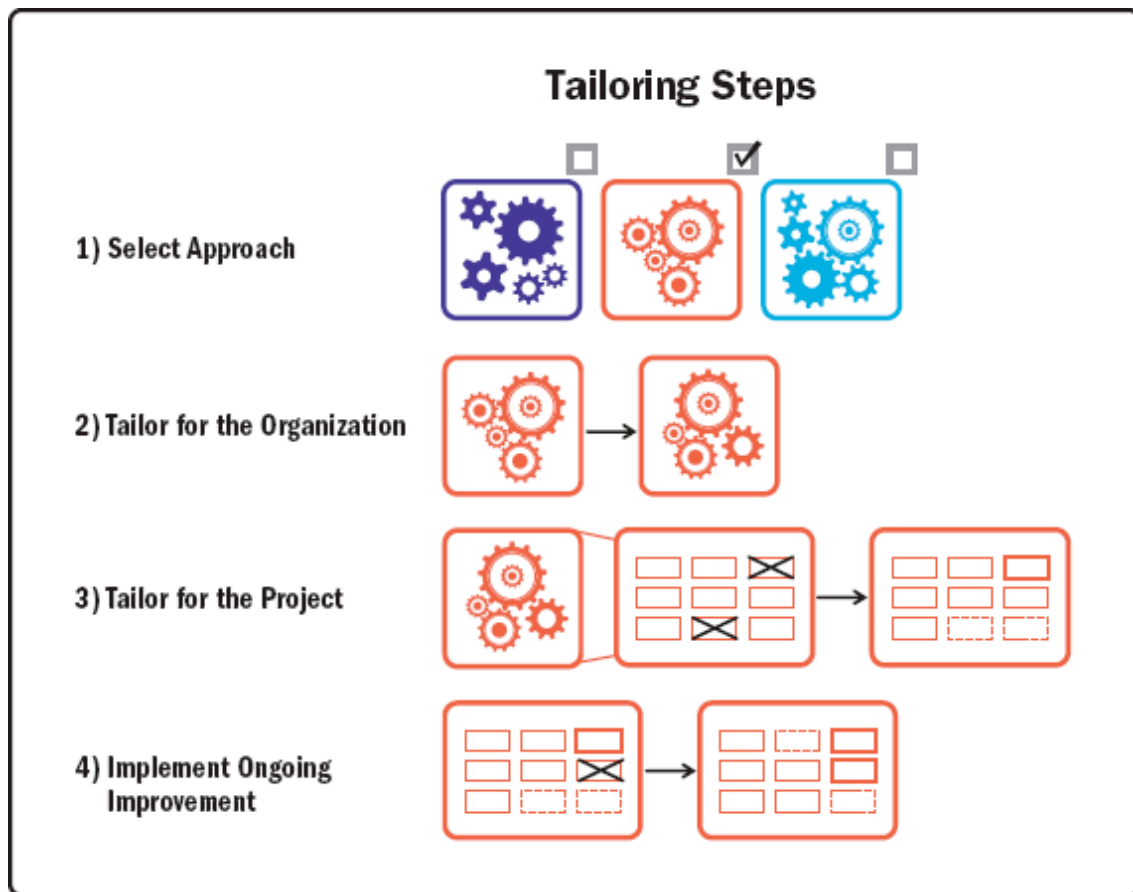 Tailoring Steps
1) Select Approach
2) Tailor for the Organization
3) Tailor for the Project
4) Implement Ongoing
Improvement